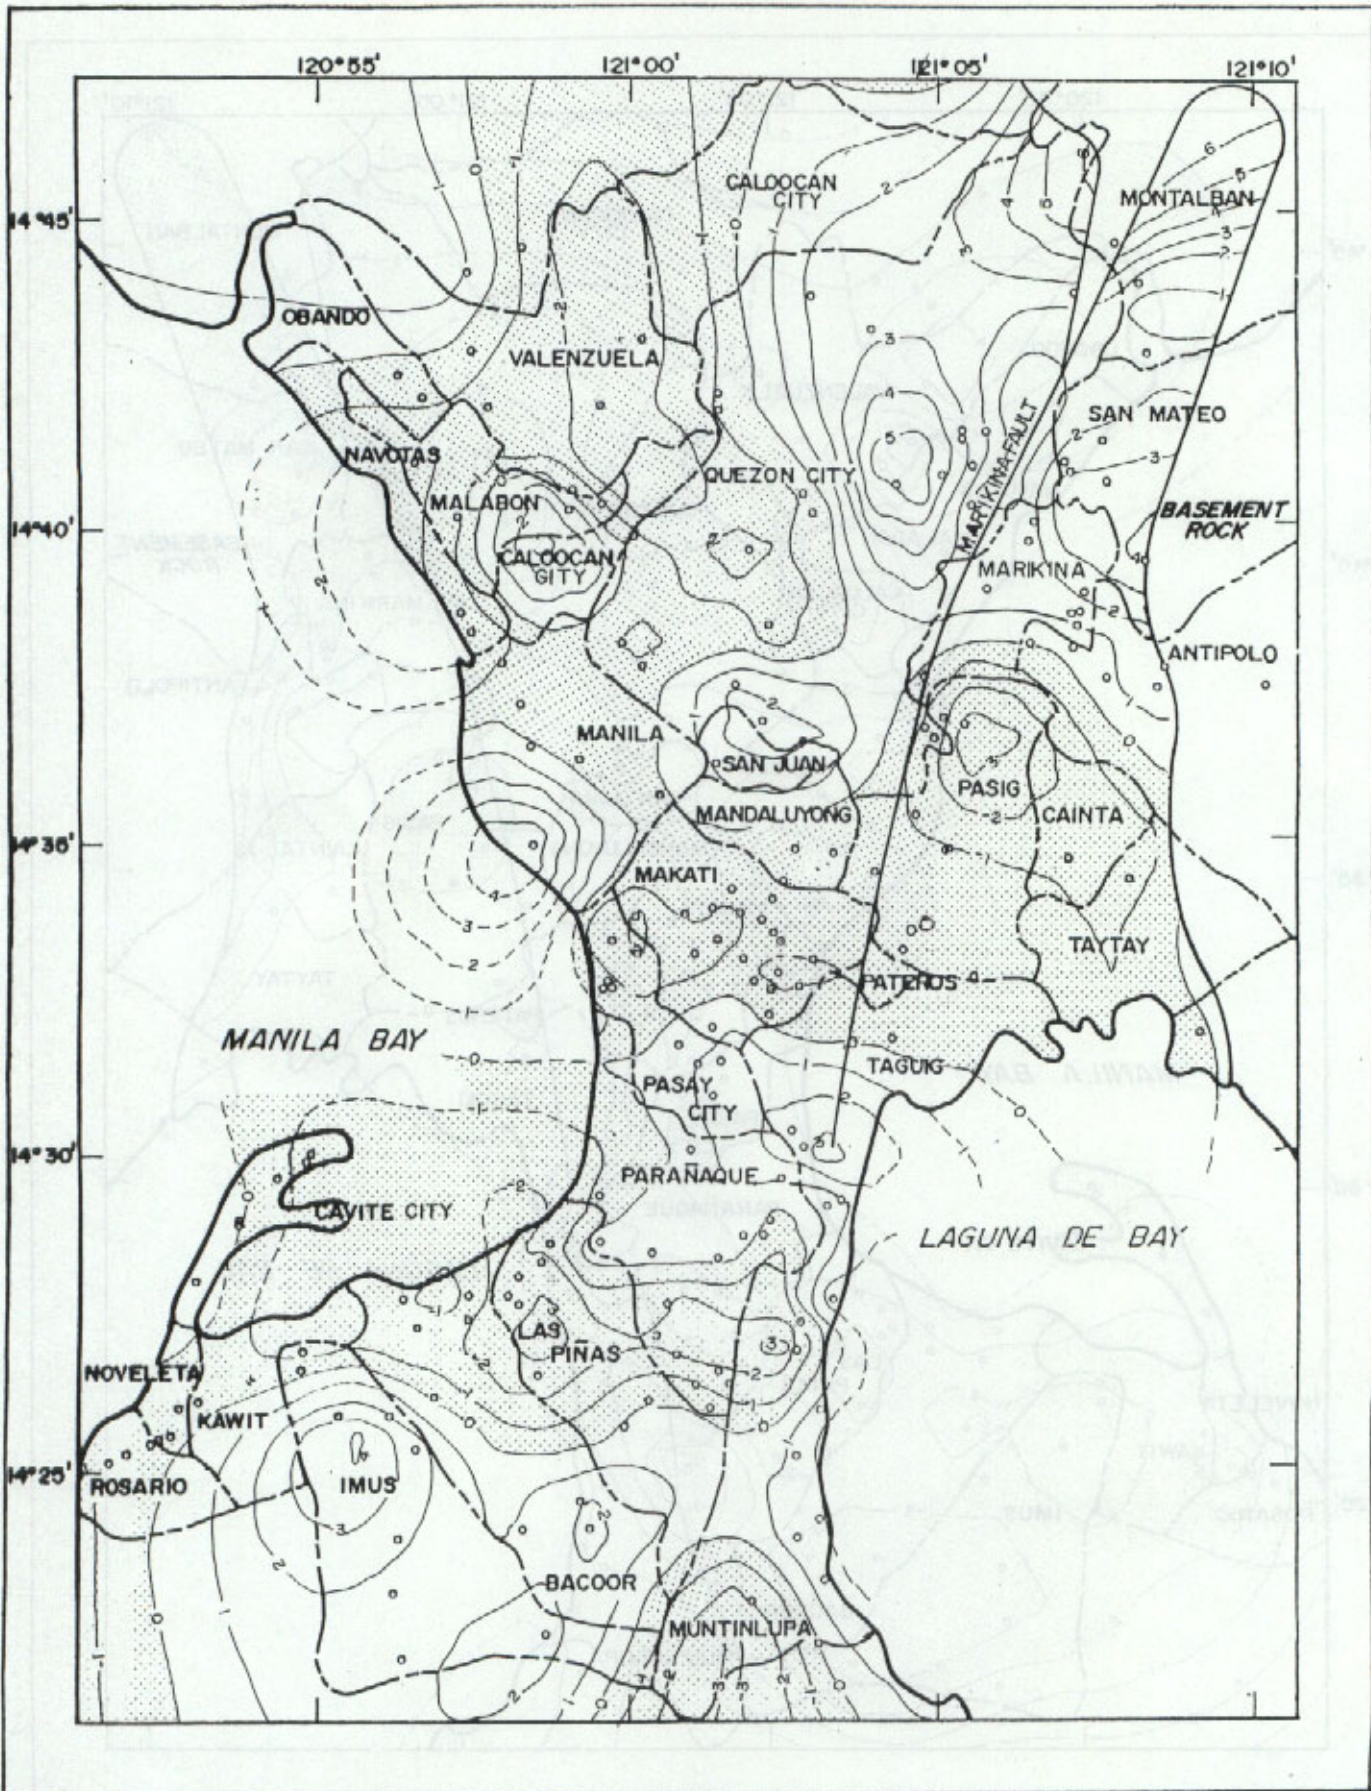 120°55' 121°00' 121°05' 121°10'
14°45'
14°40'
14°35'
14°30'
14°25'
CALOOCAN
CITY
MONTALBAN
OBANDO
VALENZUELA
SAN MATEO
NAVOTAS
MALABON
QUEZON CITY
MARIKINA FAULT
BASEMENT
ROCK
CALOOCAN
CITY
MARIKINA
ANTIPOLO
MANILA
SAN JUAN
PASIG
MANDALUYONG
CAINTA
MAKATI
TAYTAY
PATEROS
MANILA BAY
TAGUIG
PASAY
CITY
PARAÑAQUE
CAVITE CITY
LAGUNA DE BAY
LAS
PIÑAS
NOVELETA
KAWIT
ROSARIO
IMUS
BACOOR
MUNTINLUPA